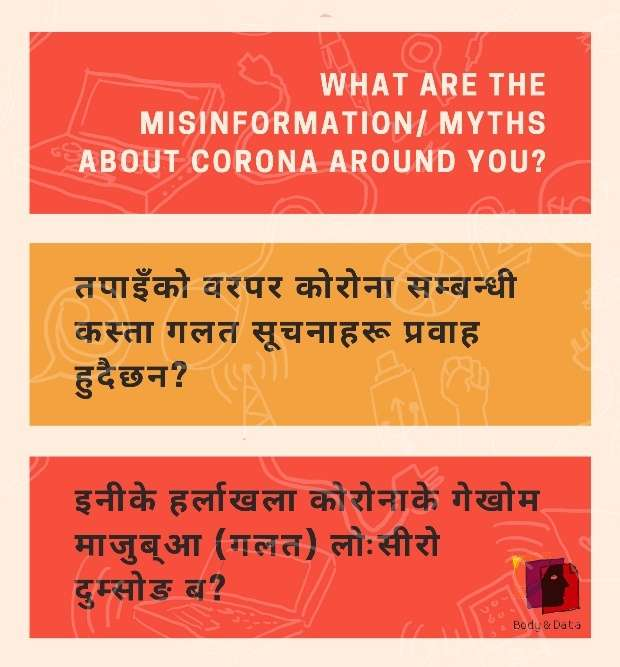 WHAT ARE THE
MISINFORMATION/ MYTHS
ABOUT CORONA AROUND YOU?
तपाइँको वरपर कोरोना सम्बन्धी
कस्ता गलत सूचनाहरू प्रवाह
हुदैछन?
इनीके हर्लाखला कोरोनाके गेखोम
माजुब्आ (गलत) लोःसीरो
दुम्सोङ ब?
Body & Data